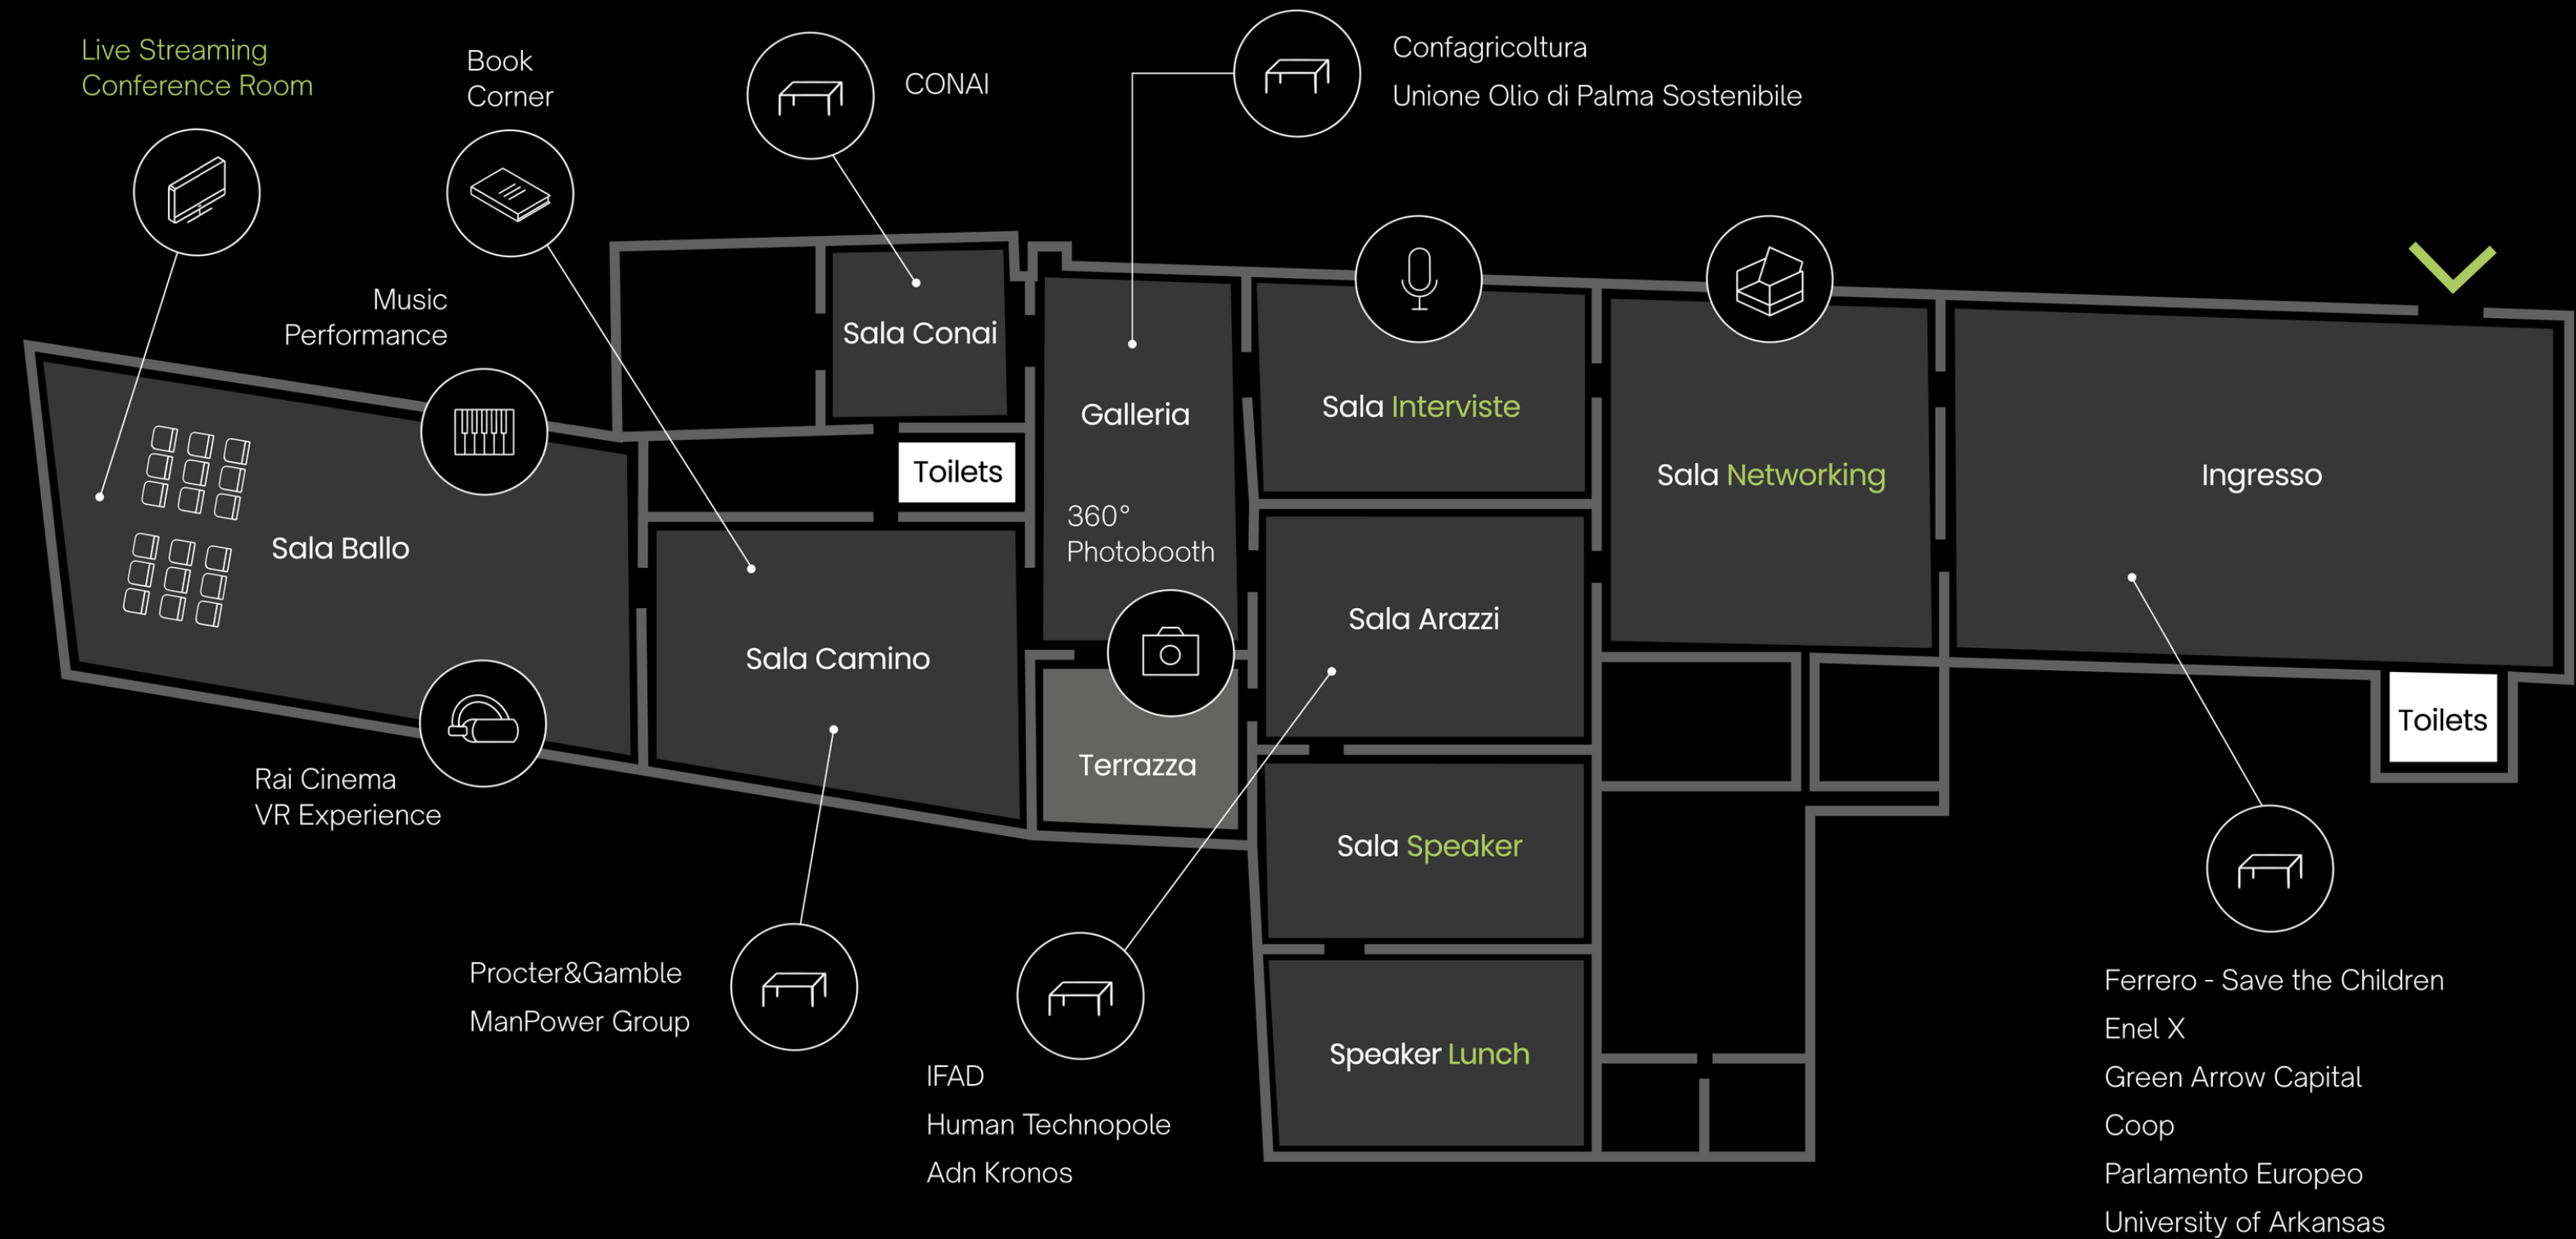 Live Streaming
Conference Room
Book
Corner
CONAI
Confagricoltura
Unione Olio di Palma Sostenibile
Music
Performance
Sala Conai
Galleria
Sala Interviste
Sala Networking
Ingresso
Toilets
360°
Photobooth
Sala Ballo
Sala Camino
Sala Arazzi
Terrazza
Toilets
Rai Cinema
VR Experience
Sala Speaker
Procter&Gamble
ManPower Group
Speaker Lunch
IFAD
Human Technopole
Adn Kronos
Ferrero - Save the Children
Enel X
Green Arrow Capital
Coop
Parlamento Europeo
University of Arkansas